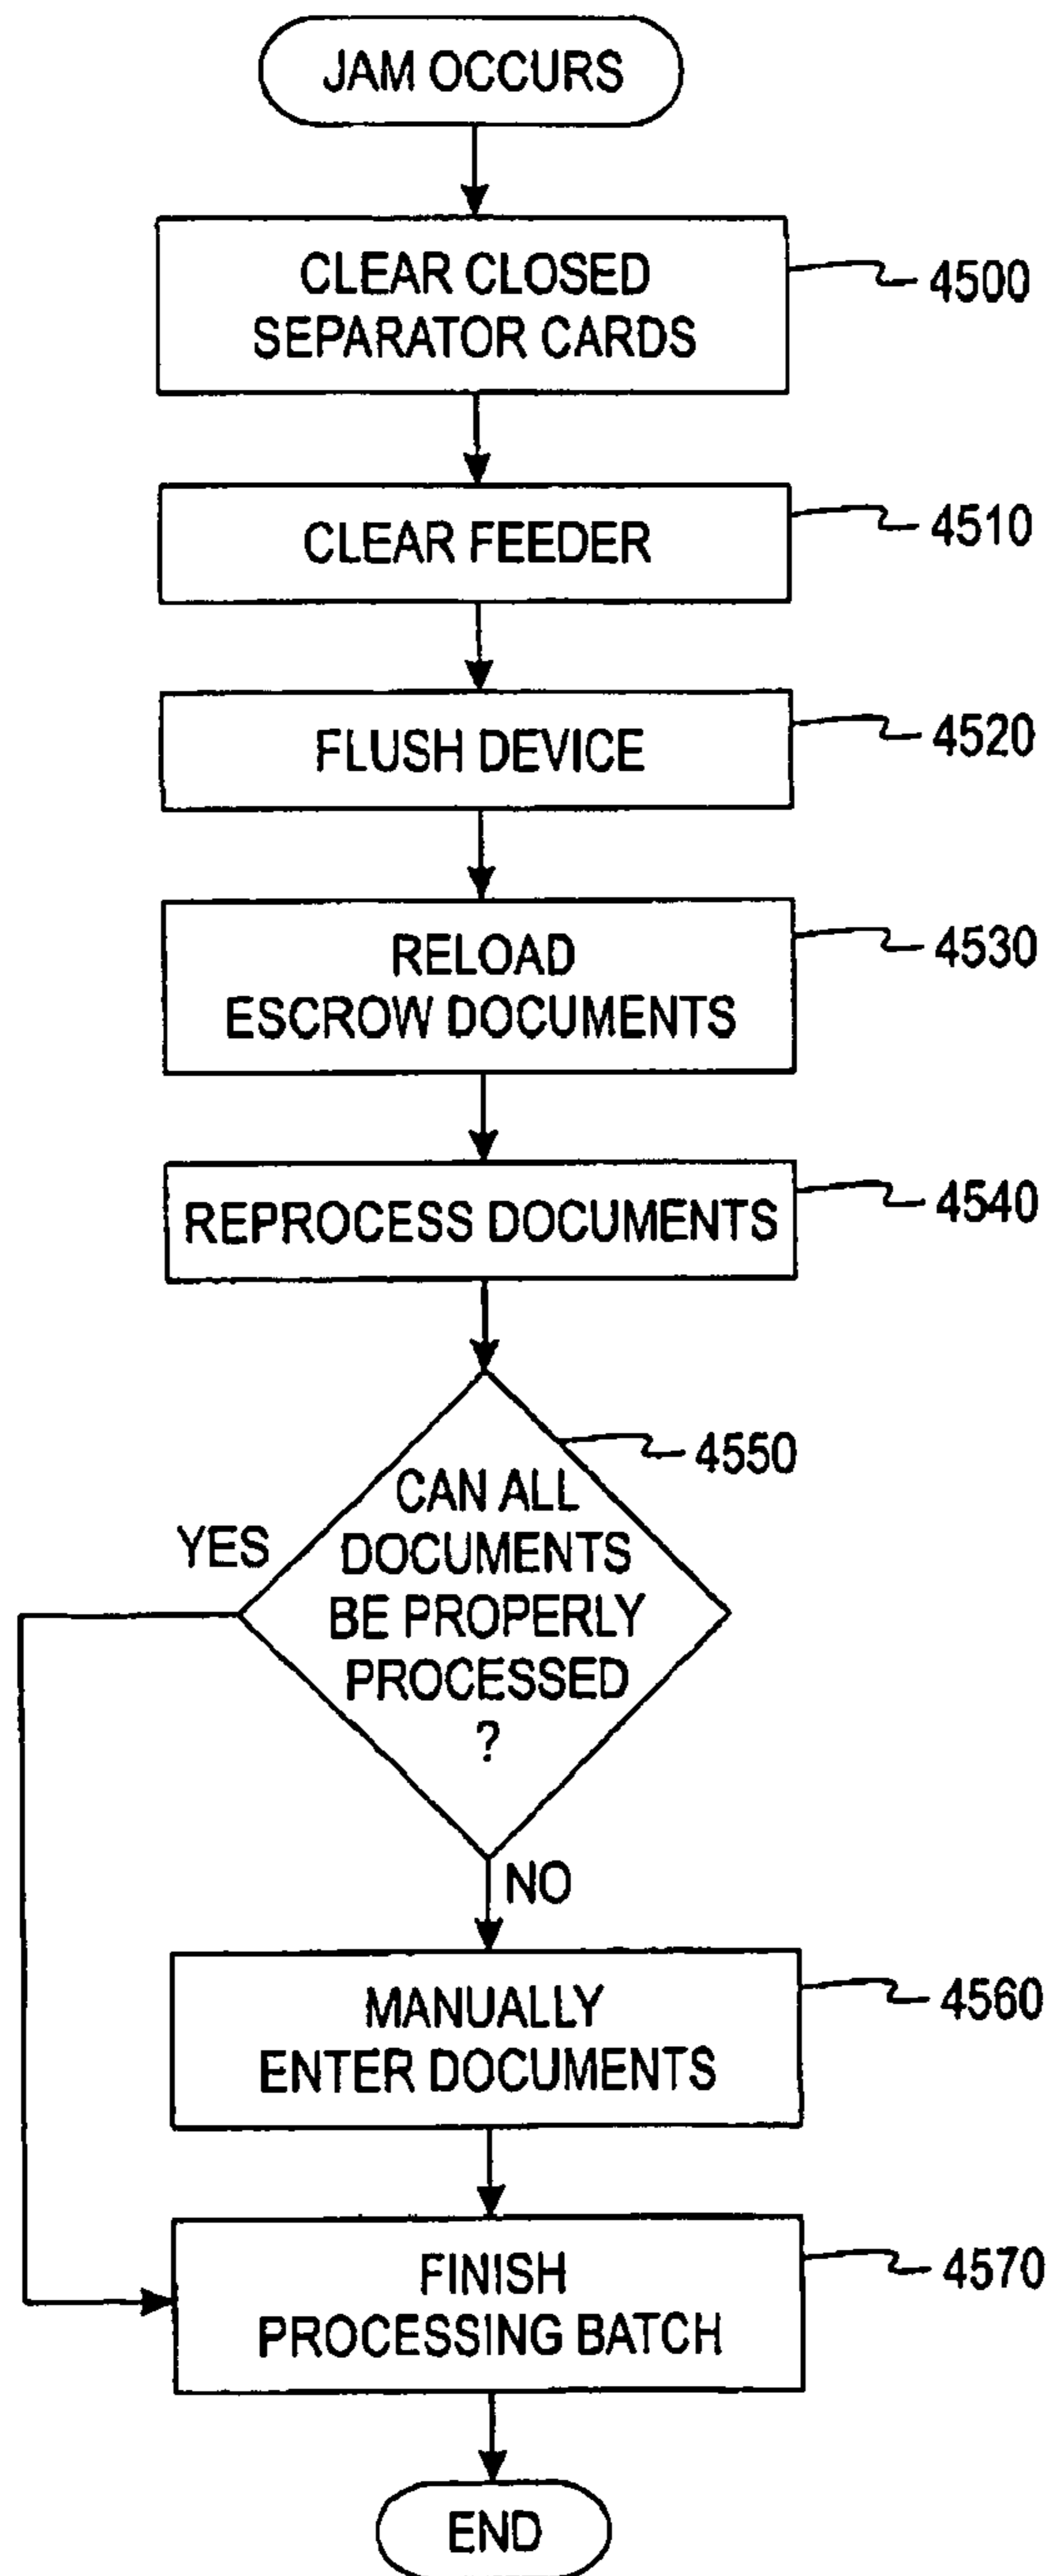 JAM OCCURS
CLEAR CLOSED
SEPARATOR CARDS
4500
CLEAR FEEDER
4510
FLUSH DEVICE
4520
RELOAD
ESCROW DOCUMENTS
4530
REPROCESS DOCUMENTS
4540
CAN ALL
DOCUMENTS
BE PROPERLY
PROCESSED
?
4550
YES
NO
MANUALLY
ENTER DOCUMENTS
4560
FINISH
PROCESSING BATCH
4570
END